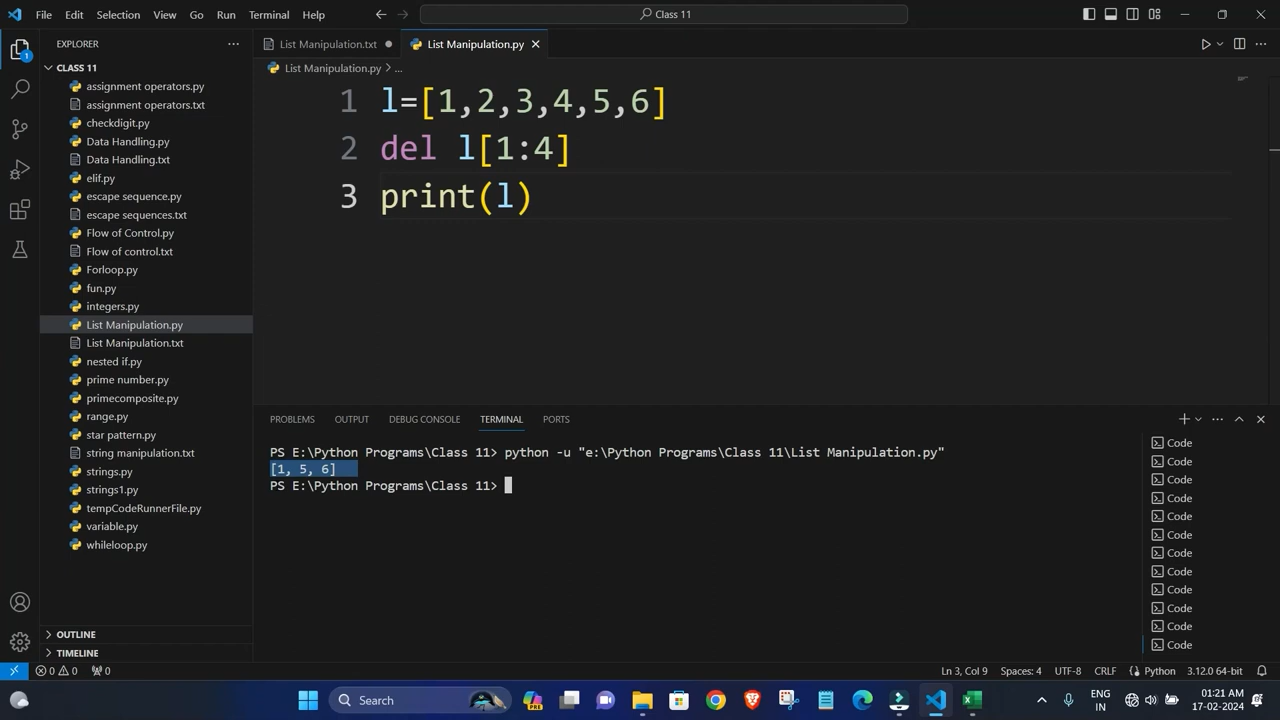 File Edit Selection View Go Run Terminal Help
Class 11
EXPLORER
List Manipulation.txt
List Manipulation.py
CLASS 11
List Manipulation.py > ...
assignment operators.py
assignment operators.txt
checkdigit.py
Data Handling.py
Data Handling.txt
elif.py
escape sequence.py
escape sequences.txt
Flow of Control.py
Flow of control.txt
Forloop.py
fun.py
integers.py
List Manipulation.py
List Manipulation.txt
nested if.py
prime number.py
primecomposite.py
range.py
star pattern.py
string manipulation.txt
strings.py
strings1.py
tempCodeRunnerFile.py
variable.py
whileloop.py
OUTLINE
TIMELINE
1 l=[1,2,3,4,5,6]
2 del l[1:4]
3 print(l)
PROBLEMS OUTPUT DEBUG CONSOLE TERMINAL PORTS
PS E:\Python Programs\Class 11> python -u "e:\Python Programs\Class 11\List Manipulation.py"
[1, 5, 6]
PS E:\Python Programs\Class 11>
Code
Code
Code
Code
Code
Code
Code
Code
Code
Code
Code
Code
1
0 0 0 Ln 3, Col 9 Spaces: 4 UTF-8 CRLF Python 3.12.0 64-bit
Search
PRE
ENG
IN
01:21 AM
17-02-2024